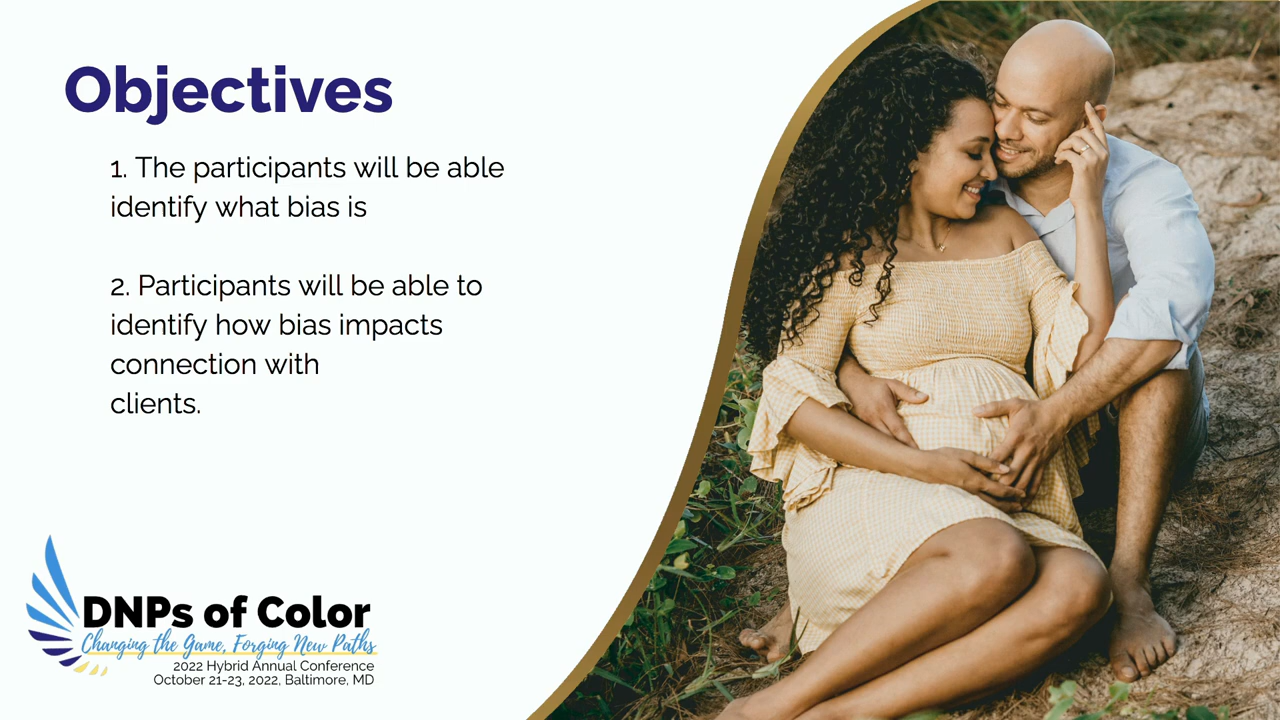 Objectives
1. The participants will be able
identify what bias is
2. Participants will be able to
identify how bias impacts
connection with
clients.
DNPs of Color
Changing the Game, Forging New Paths
2022 Hybrid Annual Conference
October 21-23, 2022, Baltimore, MD